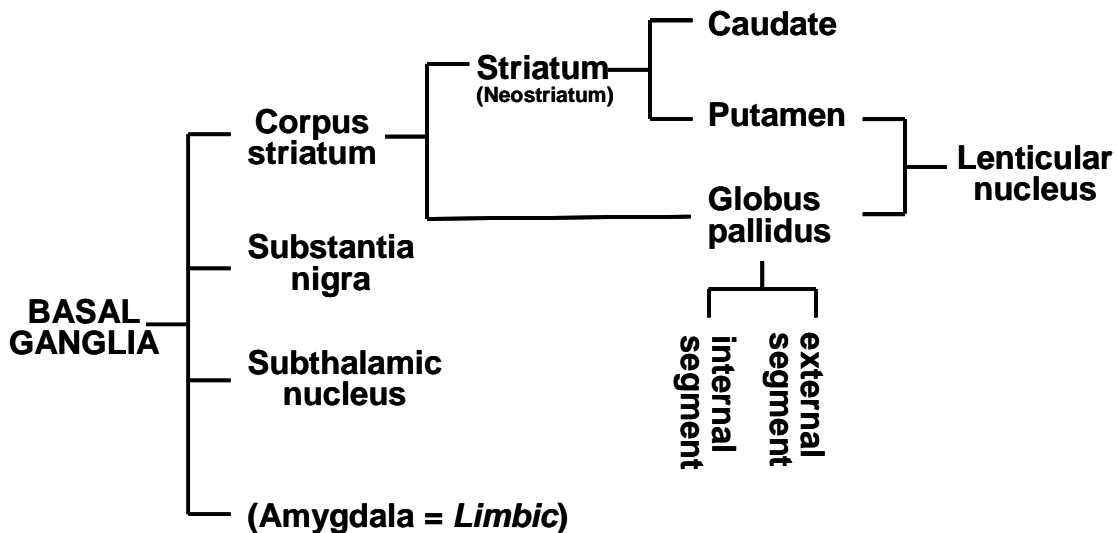 Caudate
Striatum
(Neostriatum)
Putamen
Corpus
striatum
Lenticular
nucleus
Globus
pallidus
Substantia
nigra
BASAL
GANGLIA
internal
segment
external
segment
Subthalamic
nucleus
(Amygdala = Limbic)